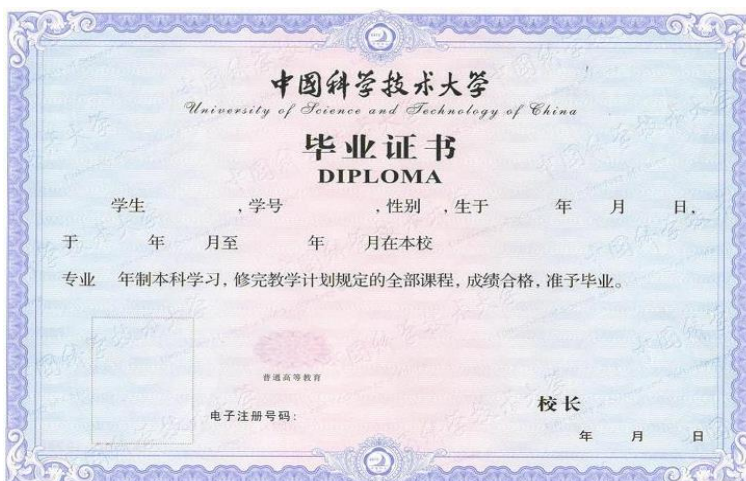 中国科学技术大学
University of Science and Technology of China
毕业证书
DIPLOMA
学生 ,学号 ,性别 ,生于 年 月 日,
于 年 月至 年 月在本校
专业 年制本科学习,修完教学计划规定的全部课程,成绩合格,准予毕业。
普通高等教育
电子注册号码:
校长
年 月 日